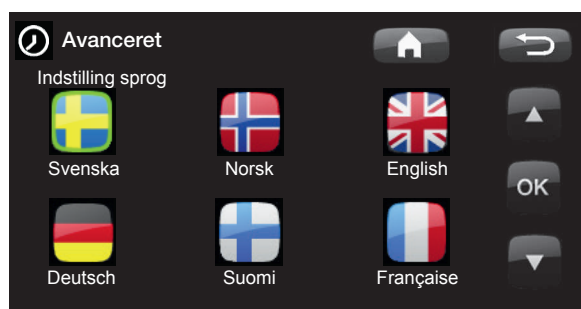 Avanceret
Indstilling sprog
Svenska Norsk English
OK
Deutsch Suomi Française